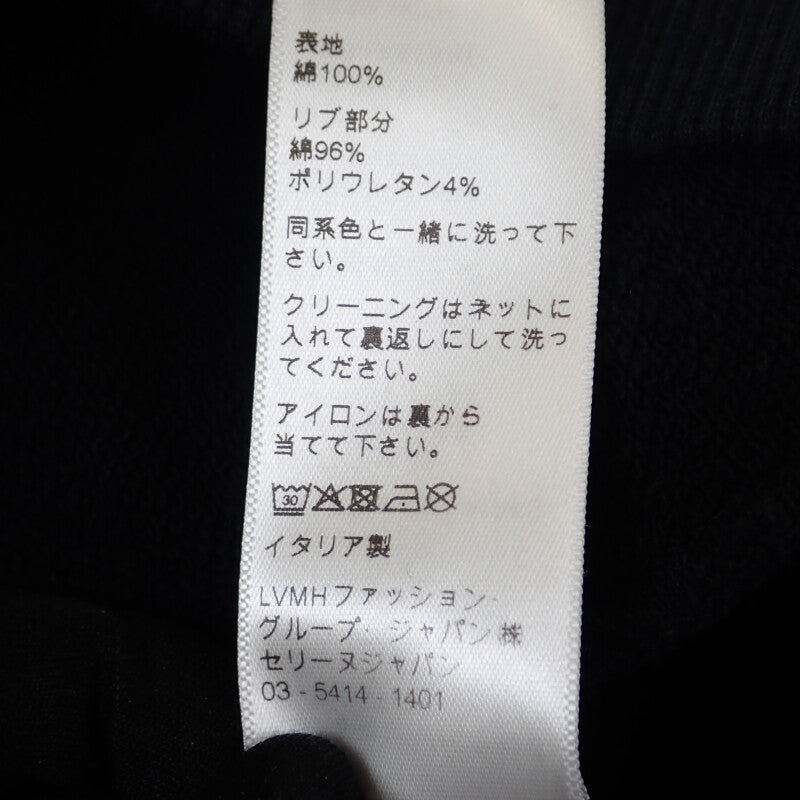 表地
綿100%
リブ部分
綿96%
ポリウレタン4%
同系色と一緒に洗って下
さい。
クリーニングはネットに
入れて裏返しにして洗っ
てください。
アイロンは裏から
当てて下さい。
30
イタリア製
LVMHファッション・
グループ・ジャパン株
セリーヌジャパン
03 - 5414 - 1401